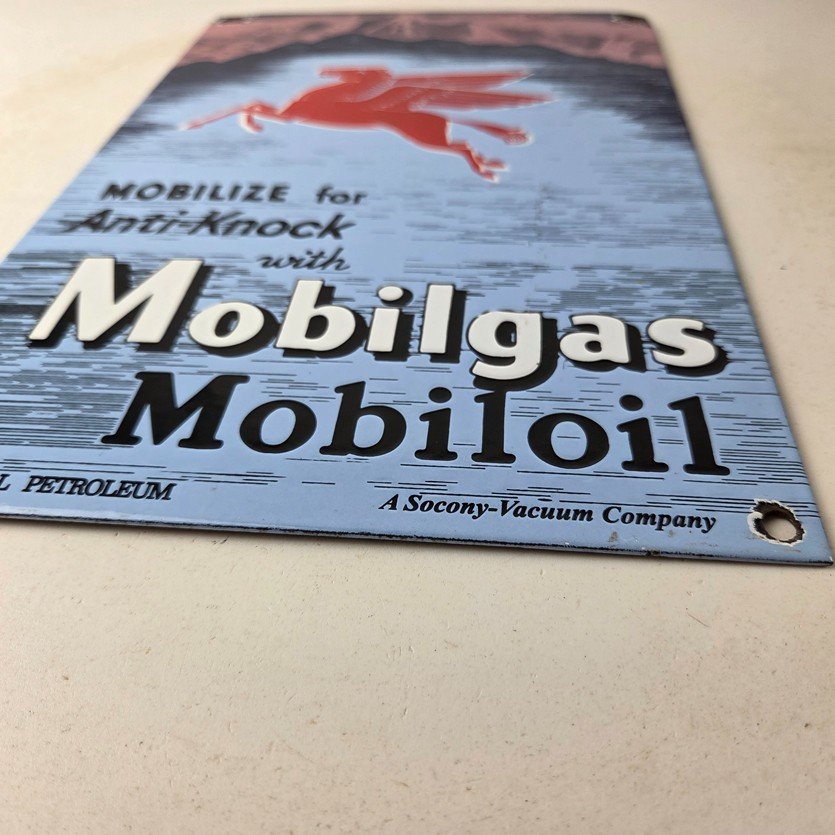 MOBILIZE for
Anti-Knock
with
Mobilgas
Mobiloil
PETROLEUM
A Socony-Vacuum Company